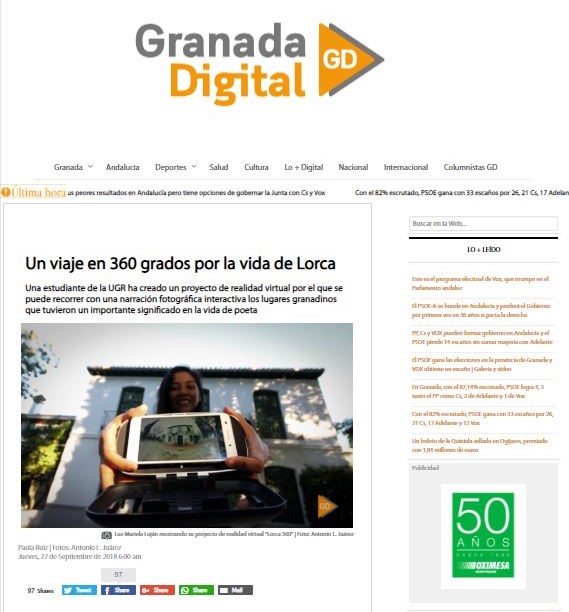 Granada
Digital
GD
Granada
Andalucía
Deportes
Salud
Cultura
Lo + Digital
Nacional
Internacional
Columnistas GD
Última hora
us peores resultados en Andalucía pero tiene opciones de gobernar la Junta con Cs y Vox
Con el 82% escrutado, PSOE gana con 33 escaños por 26, 21 Cs, 17 Adelan
Un viaje en 360 grados por la vida de Lorca
Una estudiante de la UGR ha creado un proyecto de realidad virtual por el que se
puede recorrer con una narración fotográfica interactiva los lugares granadinos
que tuvieron un importante significado en la vida de poeta
GD
Luz Mariela Luján mostrando su proyecto de realidad virtual "Lorca 360" | Foto: Antonio L. Juárez
Paula Ruiz | Fotos: Antonio L. Juárez
Jueves, 27 de Septiembre de 2018 6:00 am
97
97 Shares
Tweet
Share
Share
Share
Mail
Buscar en la Web...
LO + LEÍDO
Este es el programa electoral de Vox, que irrumpe en el
Parlamento andaluz
El PSOE-A se hunde en Andalucía y perderá el Gobierno
por primera vez en 36 años si pacta la derecha
PP, Cs y VOX pueden formar gobierno en Andalucía y el
PSOE pierde 14 escaños sin sumar mayoría con Adelante
El PSOE gana las elecciones en la provincia de Granada y
VOX obtiene un escaño | Galería y vídeo
En Granada, con el 87,14% escrutado, PSOE logra 4, 3
tanto el PP como Cs, 2 de Adelante y 1 de Vox
Con el 82% escrutado, PSOE gana con 33 escaños por 26,
21 Cs, 17 Adelante y 12 Vox
Un boleto de la Quiniela sellado en Ogíjares, premiado
con 1,91 millones de euros
Publicidad
50
AÑOS
DESDE 1966
OXIMESA